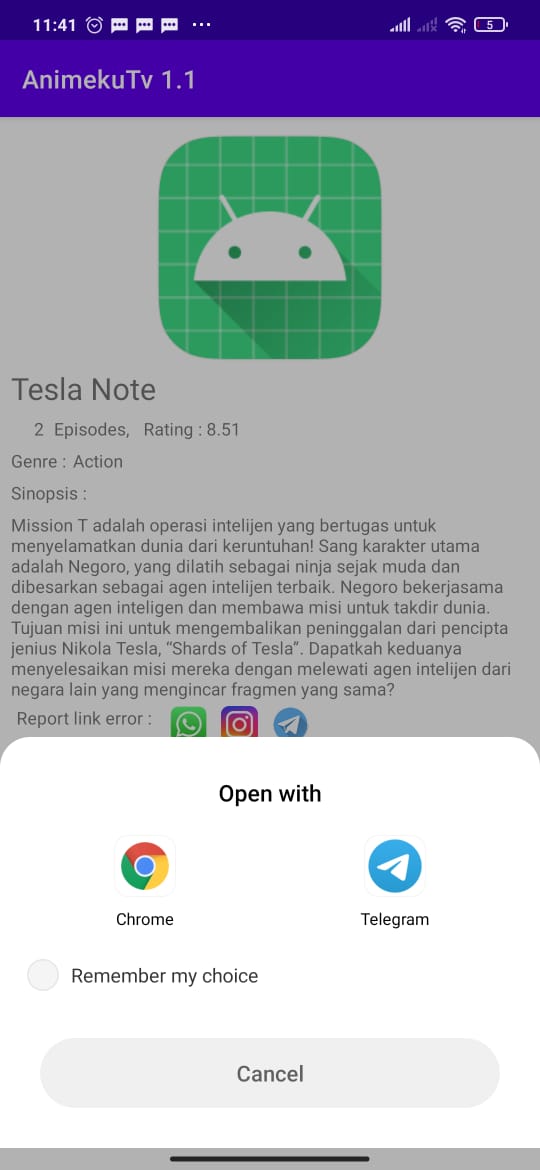 11:41
5
AnimekuTv 1.1
Tesla Note
2 Episodes, Rating : 8.51
Genre : Action
Sinopsis :
Mission T adalah operasi intelijen yang bertugas untuk
menyelamatkan dunia dari keruntuhan! Sang karakter utama
adalah Negoro, yang dilatih sebagai ninja sejak muda dan
dibesarkan sebagai agen intelijen terbaik. Negoro bekerjasama
dengan agen inteligen dan membawa misi untuk takdir dunia.
Tujuan misi ini untuk mengembalikan peninggalan dari pencipta
jenius Nikola Tesla, “Shards of Tesla”. Dapatkah keduanya
menyelesaikan misi mereka dengan melewati agen intelijen dari
negara lain yang mengincar fragmen yang sama?
Report link error :
Open with
Chrome
Telegram
Remember my choice
Cancel